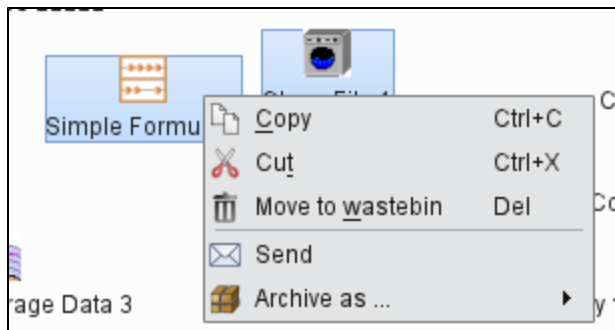 Simple Formu
Copy Ctrl+C
Cut Ctrl+X
Move to wastebin Del
Send
Archive as ...
rage Data 3